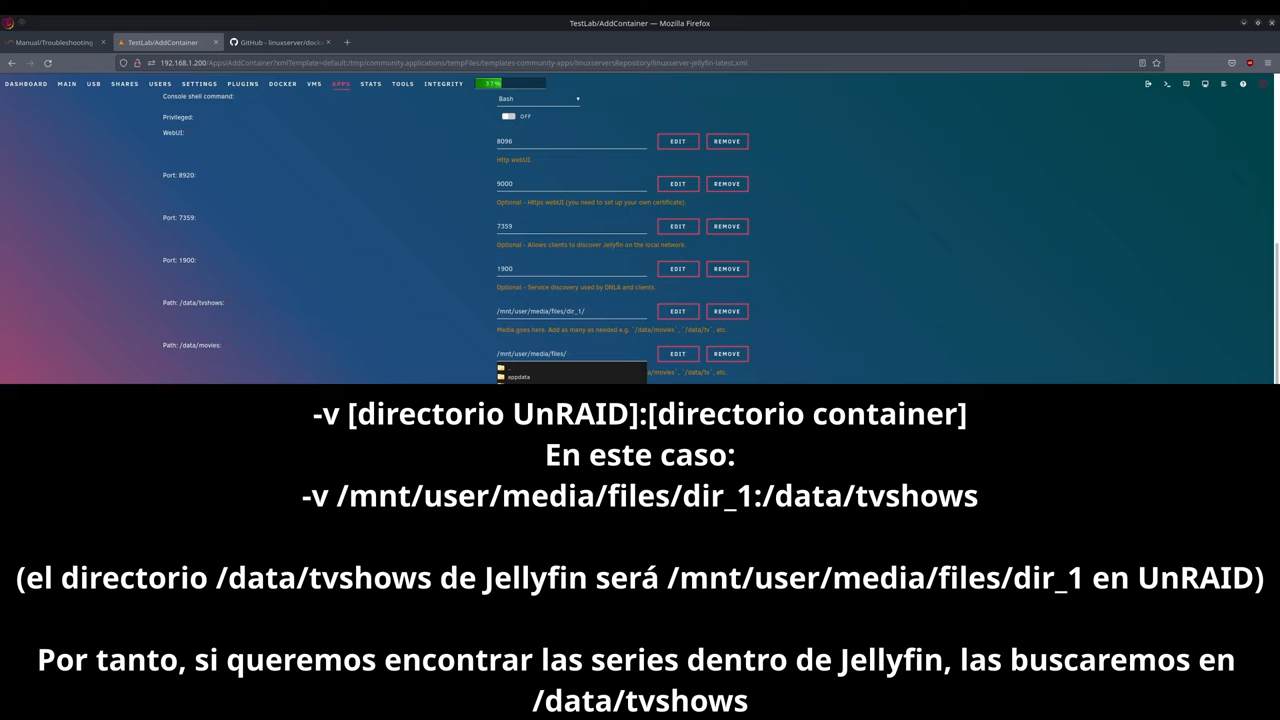 TestLab/AddContainer — Mozilla Firefox
Manual/Troubleshooting
TestLab/AddContainer
GitHub - linuxserver/dock
192.168.1.200/Apps/AddContainer?xmlTemplate=default:/tmp/community.applications/tempFiles/templates-community-apps/linuxserversRepository/linuxserver-jellyfin-latest.xml
DASHBOARD MAIN USB SHARES USERS SETTINGS PLUGINS DOCKER VMS APPS STATS TOOLS INTEGRITY 37%
Console shell command:
Bash
Privileged:
OFF
WebUI:
8096 EDIT REMOVE
Http webUI.
Port: 8920:
9000 EDIT REMOVE
Optional - Https webUI (you need to set up your own certificate).
Port: 7359:
7359 EDIT REMOVE
Optional - Allows clients to discover Jellyfin on the local network.
Port: 1900:
1900 EDIT REMOVE
Optional - Service discovery used by DNLA and clients.
Path: /data/tvshows:
/mnt/user/media/files/dir_1/ EDIT REMOVE
Media goes here. Add as many as needed e.g. `/data/movies`, `/data/tv`, etc.
Path: /data/movies:
/mnt/user/media/files/ EDIT REMOVE
..
a/movies`, `/data/tv`, etc.
appdata
-v [directorio UnRAID]:[directorio container]
En este caso:
-v /mnt/user/media/files/dir_1:/data/tvshows
(el directorio /data/tvshows de Jellyfin será /mnt/user/media/files/dir_1 en UnRAID)
Por tanto, si queremos encontrar las series dentro de Jellyfin, las buscaremos en
/data/tvshows